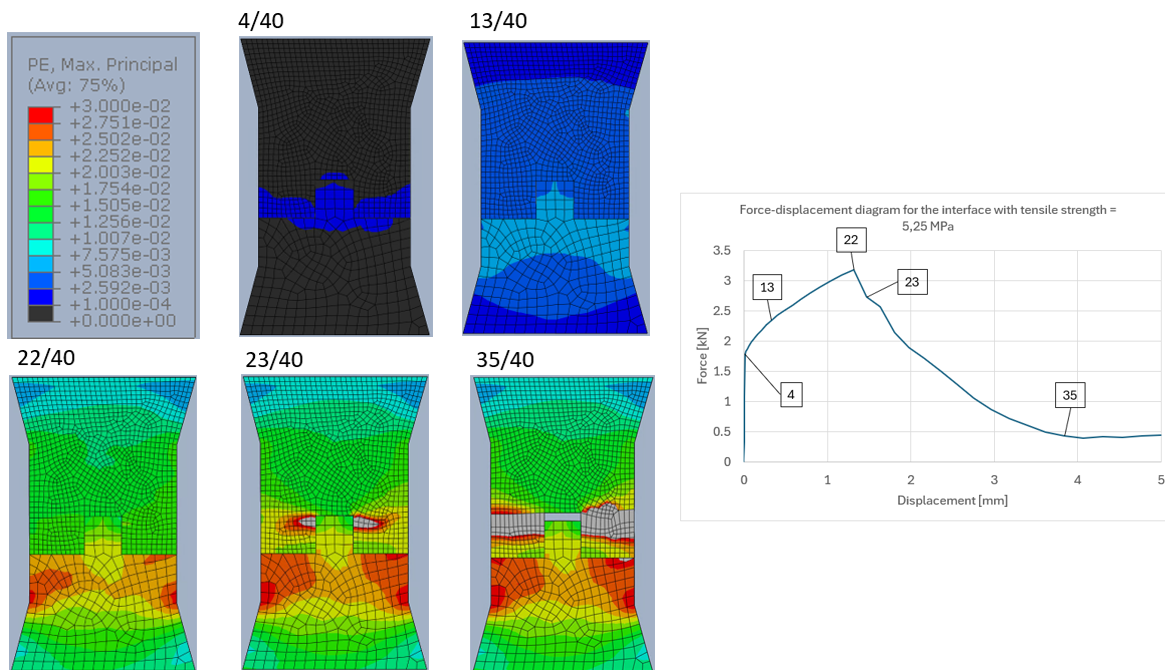 4/40
13/40
PE, Max. Principal
(Avg: 75%)
+3.000e-02
+2.751e-02
+2.502e-02
+2.252e-02
+2.003e-02
+1.754e-02
+1.505e-02
+1.256e-02
+1.007e-02
+7.575e-03
+5.083e-03
+2.592e-03
+1.000e-04
+0.000e+00
22/40
23/40
35/40
Force-displacement diagram for the interface with tensile strength =
5,25 MPa
Force [kN]
3.5
3
2.5
2
1.5
1
0.5
0
22
13
23
4
35
0 1 2 3 4 5
Displacement [mm]